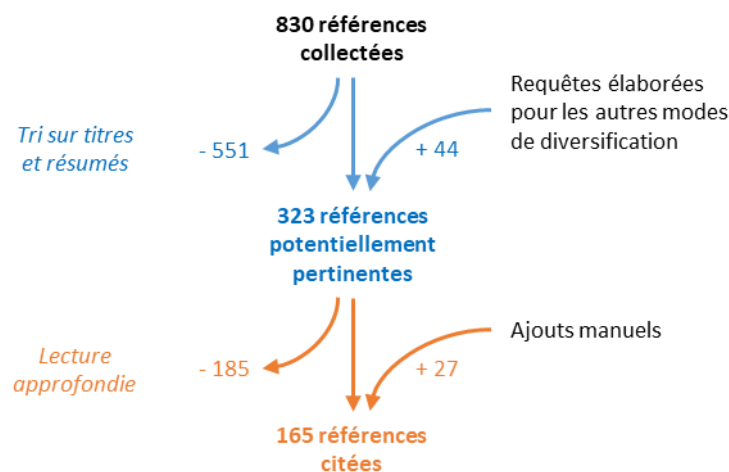 830 références
collectées
Requêtes élaborées
pour les autres modes
de diversification
Tri sur titres
et résumés
- 551
+ 44
323 références
potentiellement
pertinentes
Ajouts manuels
Lecture
approfondie
- 185
+ 27
165 références
citées